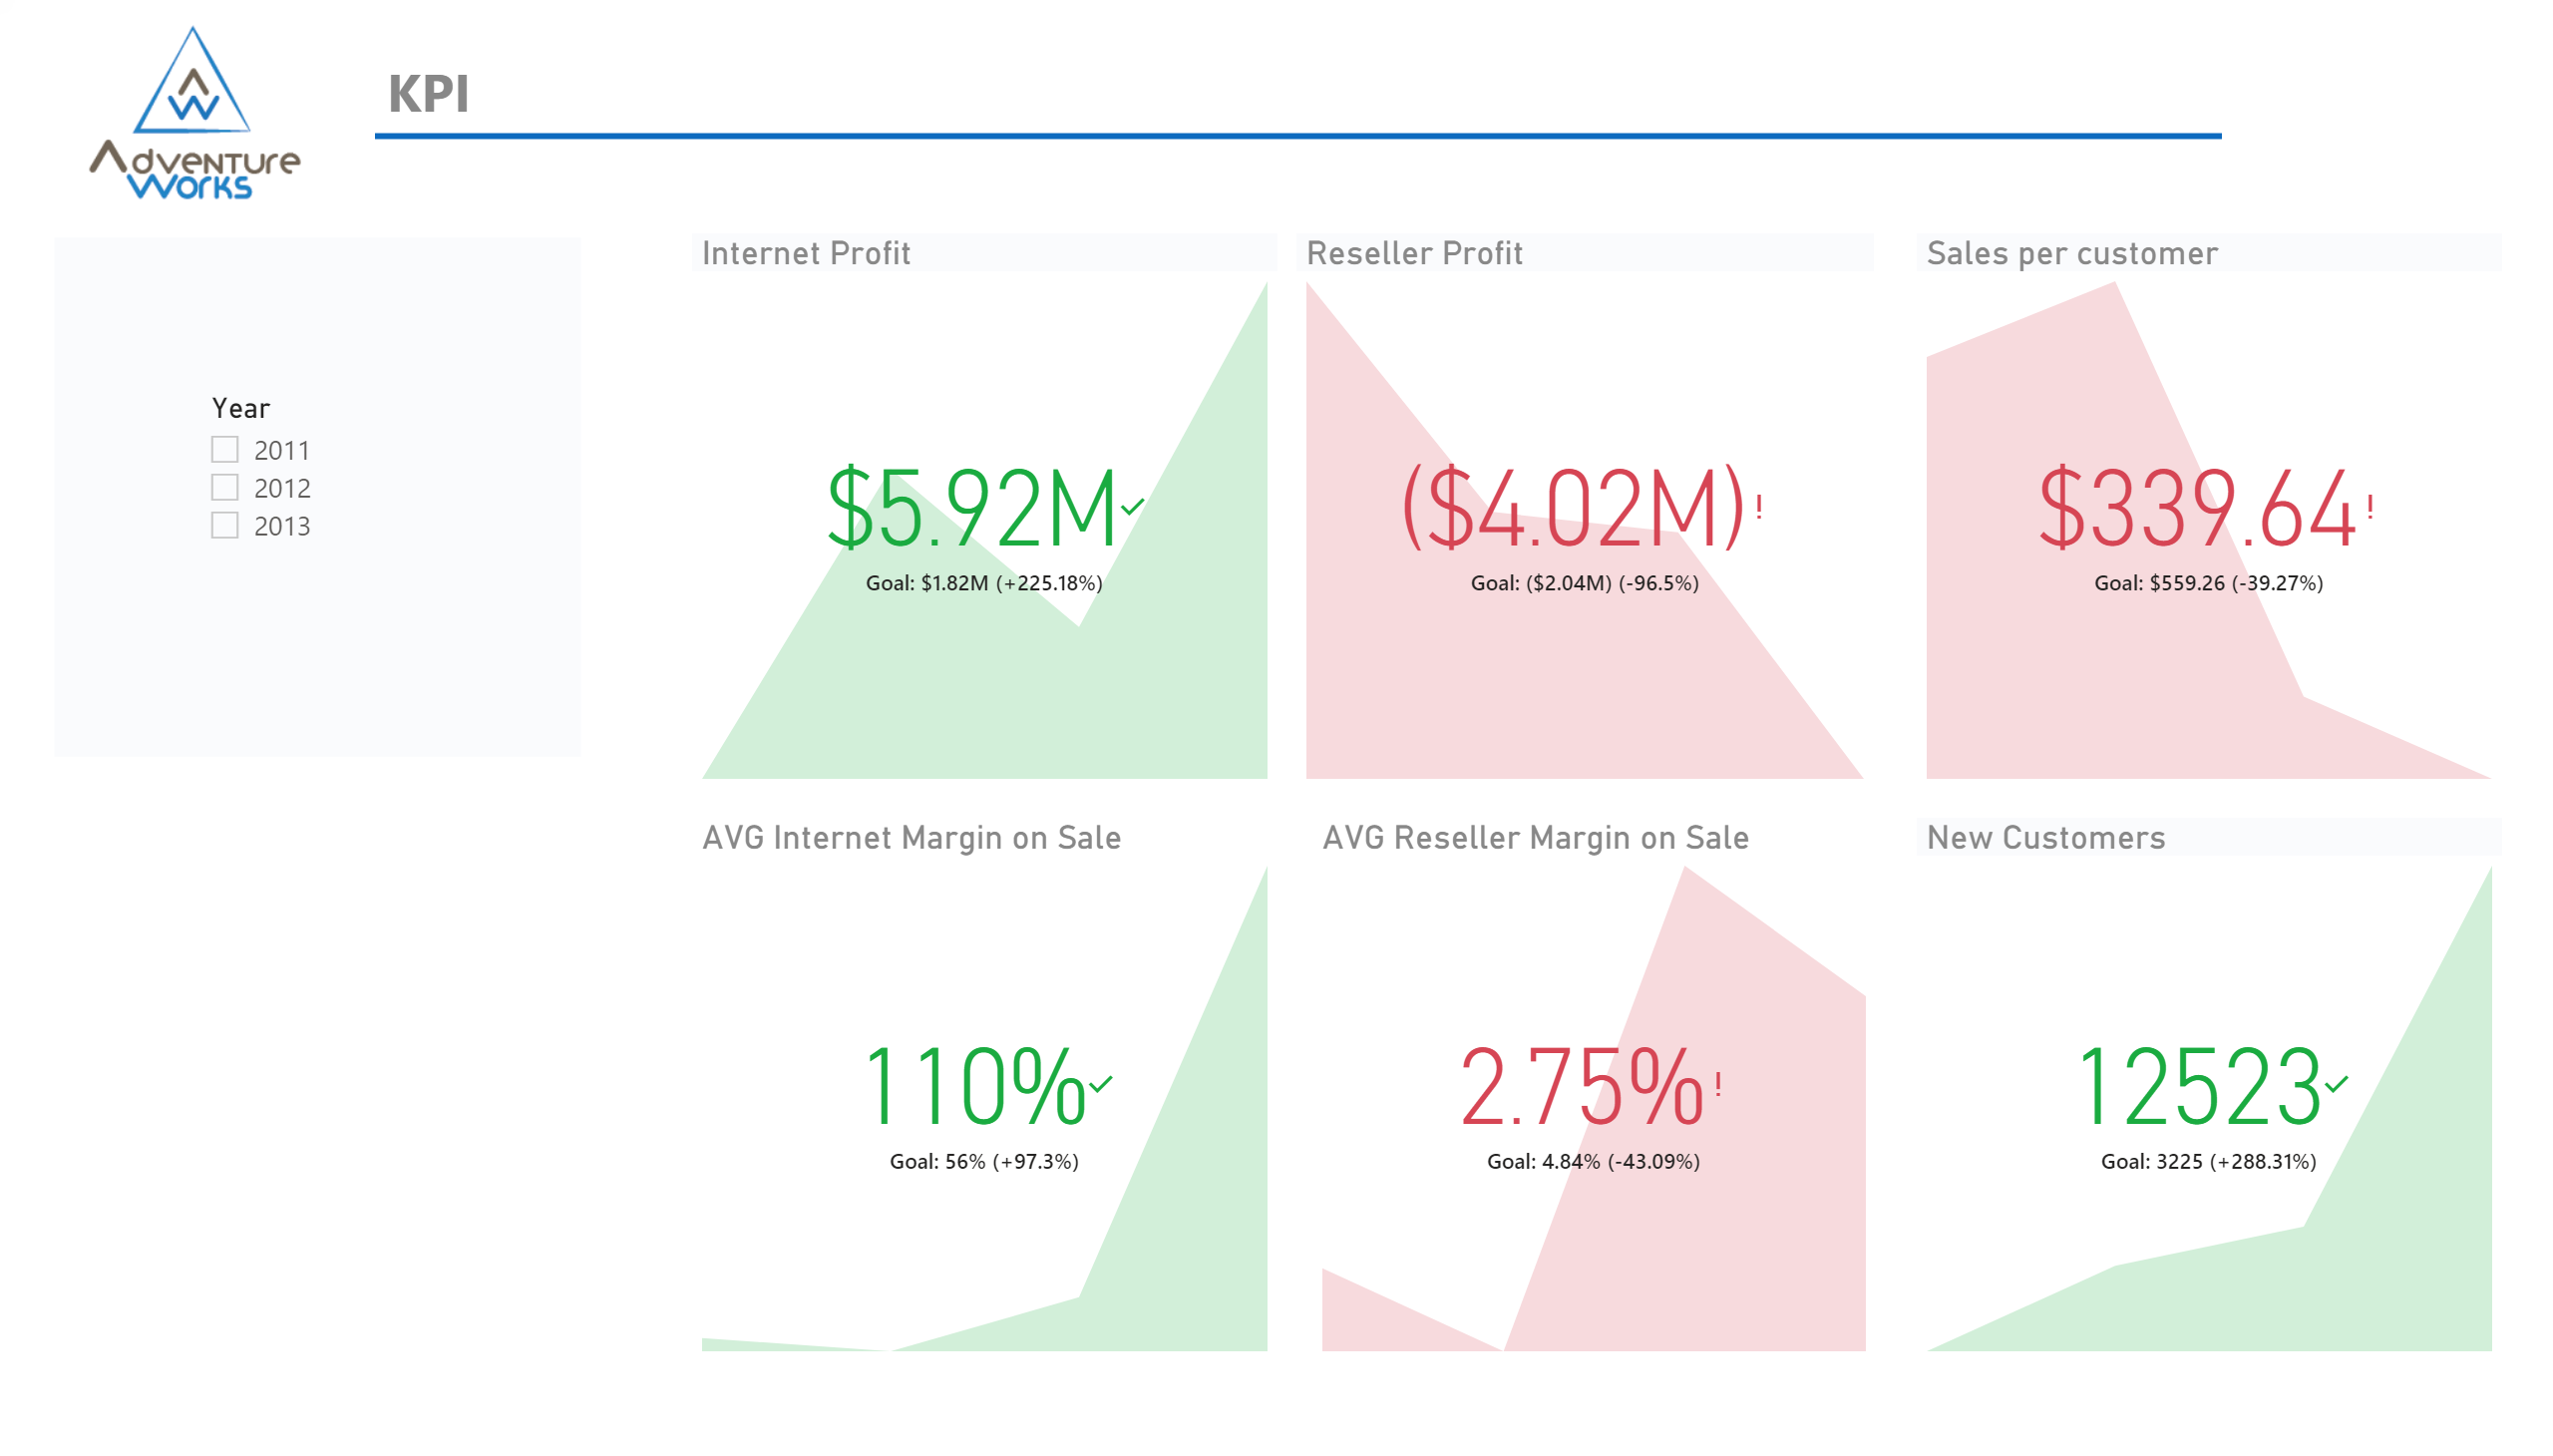 AW
Adventure
Works
KPI
Year
2011
2012
2013
Internet Profit
$5.92M
Goal: $1.82M (+225.18%)
Reseller Profit
($4.02M)!
Goal: ($2.04M) (-96.5%)
Sales per customer
$339.64!
Goal: $559.26 (-39.27%)
AVG Internet Margin on Sale
110%
Goal: 56% (+97.3%)
AVG Reseller Margin on Sale
2.75%!
Goal: 4.84% (-43.09%)
New Customers
12523
Goal: 3225 (+288.31%)